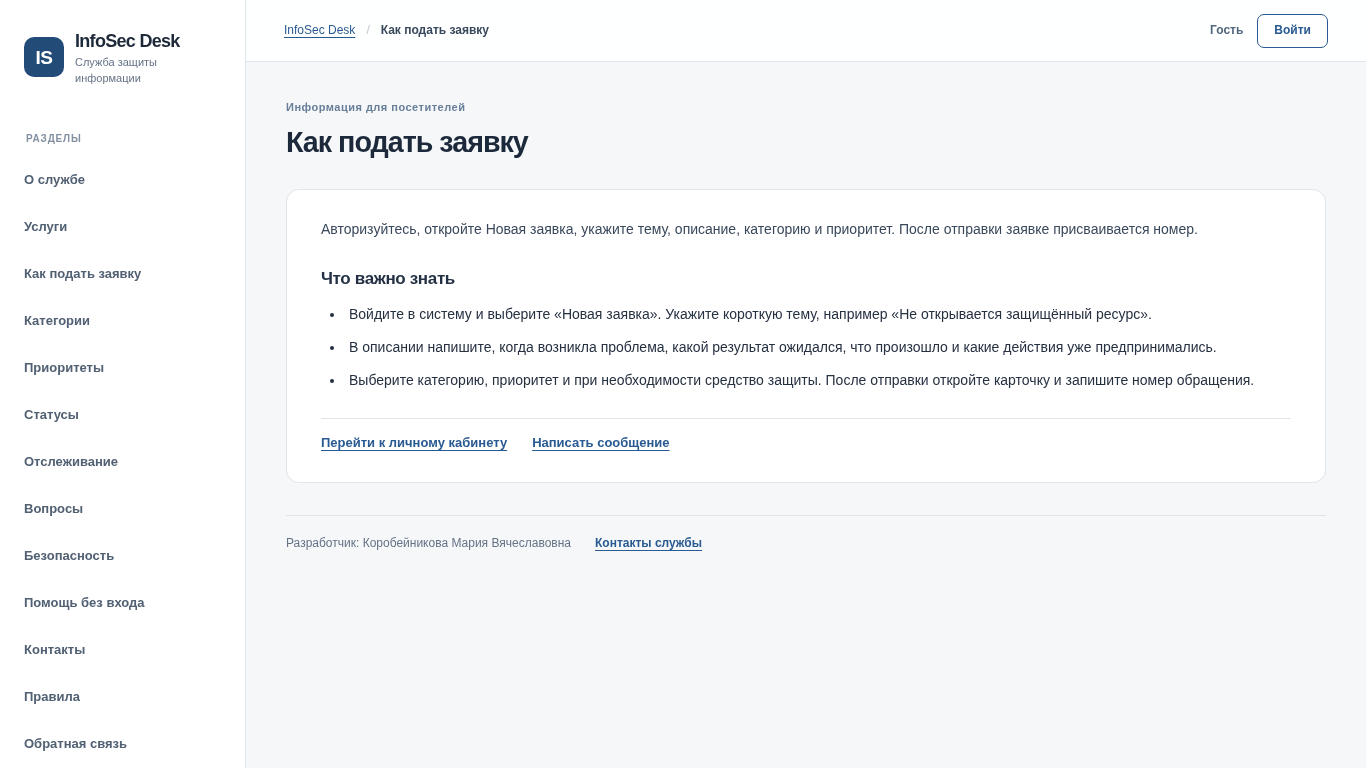 IS
InfoSec Desk
Служба защиты
информации
РАЗДЕЛЫ
О службе
Услуги
Как подать заявку
Категории
Приоритеты
Статусы
Отслеживание
Вопросы
Безопасность
Помощь без входа
Контакты
Правила
Обратная связь
InfoSec Desk / Как подать заявку
Гость Войти
Информация для посетителей
Как подать заявку
Авторизуйтесь, откройте Новая заявка, укажите тему, описание, категорию и приоритет. После отправки заявке присваивается номер.
Что важно знать
• Войдите в систему и выберите «Новая заявка». Укажите короткую тему, например «Не открывается защищённый ресурс».
• В описании напишите, когда возникла проблема, какой результат ожидался, что произошло и какие действия уже предпринимались.
• Выберите категорию, приоритет и при необходимости средство защиты. После отправки откройте карточку и запишите номер обращения.
Перейти к личному кабинету Написать сообщение
Разработчик: Коробейникова Мария Вячеславовна Контакты службы